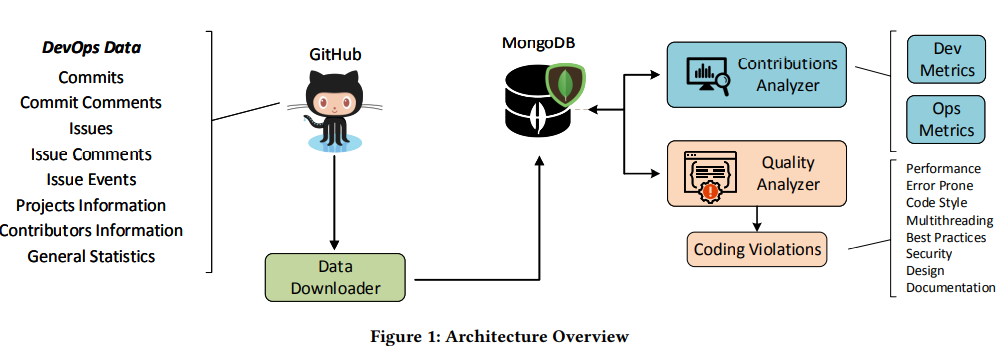 DevOps Data
Commits
Commit Comments
Issues
Issue Comments
Issue Events
Projects Information
Contributors Information
General Statistics
GitHub
Data
Downloader
MongoDB
Contributions
Analyzer
Quality
Analyzer
Coding Violations
Dev
Metrics
Ops
Metrics
Performance
Error Prone
Code Style
Multithreading
Best Practices
Security
Design
Documentation
Figure 1: Architecture Overview